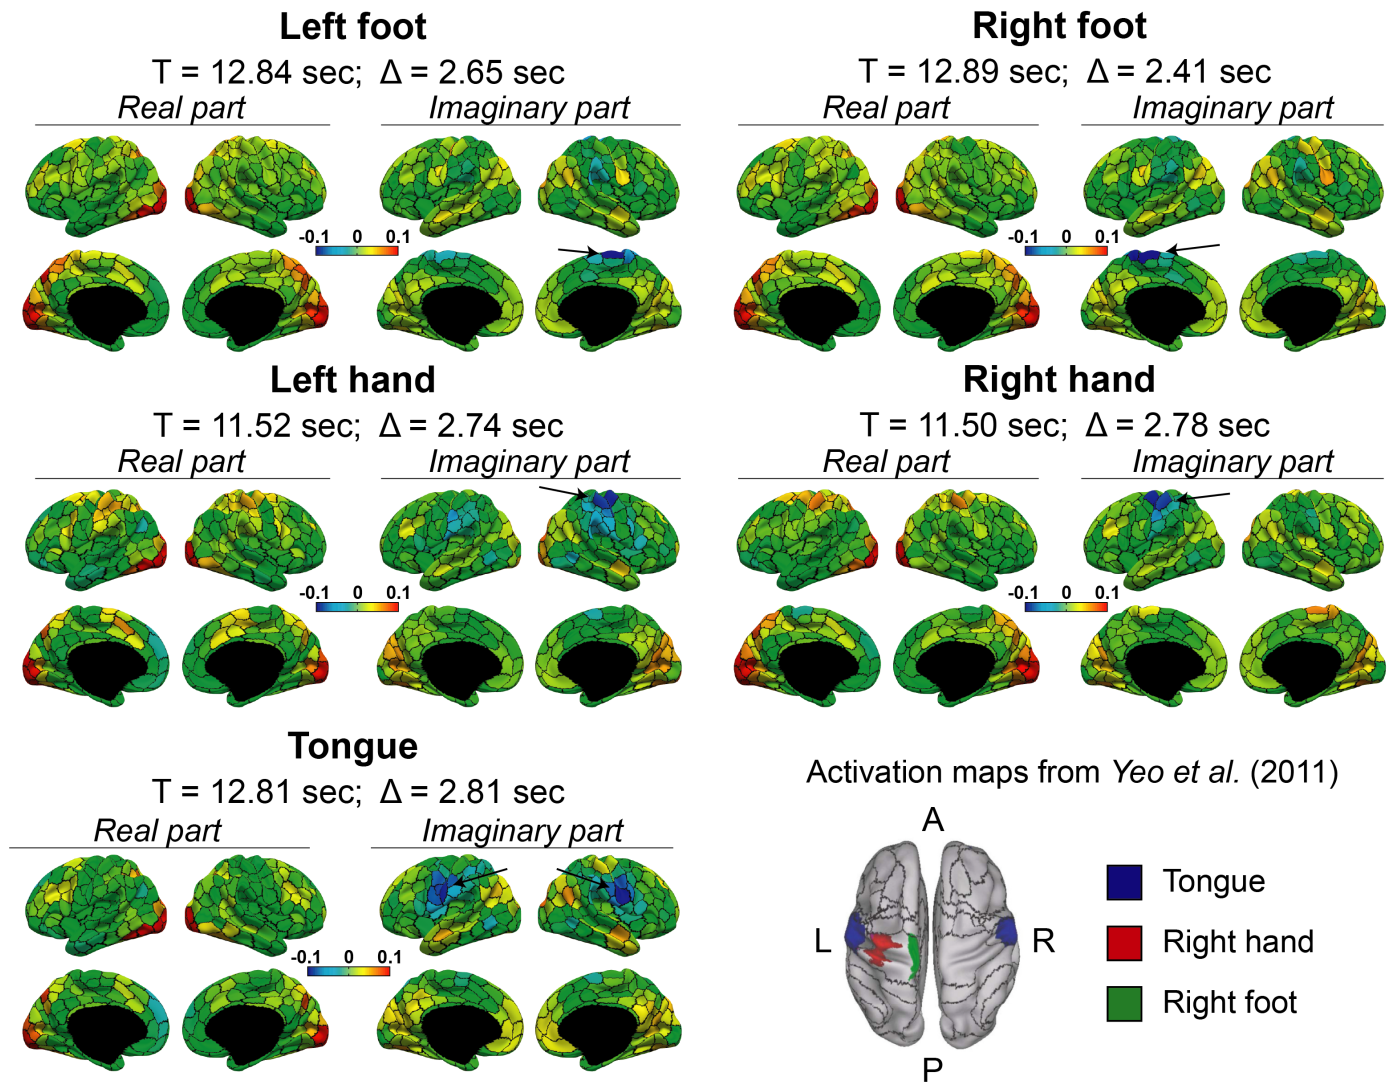 Left foot
T = 12.84 sec; Δ = 2.65 sec
Real part
Imaginary part
-0.1 0 0.1
Right foot
T = 12.89 sec; Δ = 2.41 sec
Real part
Imaginary part
-0.1 0 0.1
Left hand
T = 11.52 sec; Δ = 2.74 sec
Real part
Imaginary part
-0.1 0 0.1
Right hand
T = 11.50 sec; Δ = 2.78 sec
Real part
Imaginary part
-0.1 0 0.1
Tongue
T = 12.81 sec; Δ = 2.81 sec
Real part
Imaginary part
-0.1 0 0.1
Activation maps from Yeo et al. (2011)
A
L
R
P
Tongue
Right hand
Right foot